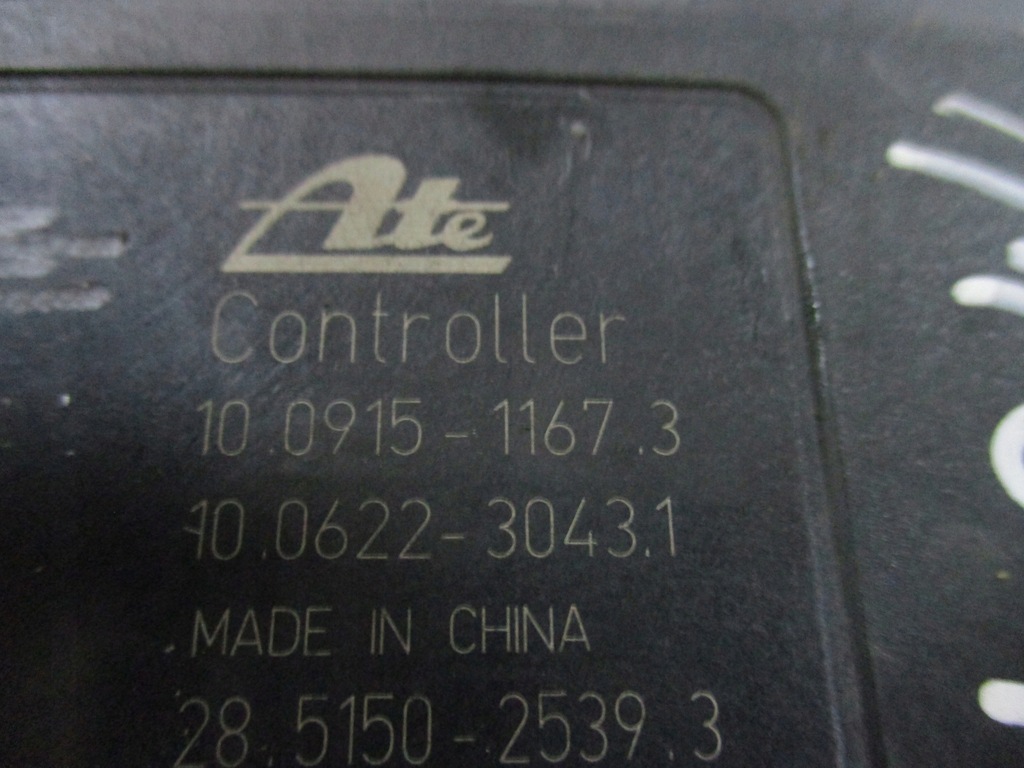 Ate
Controller
10.0915-1167.3
10.0622-3043.1
MADE IN CHINA
28.5150-2539.3